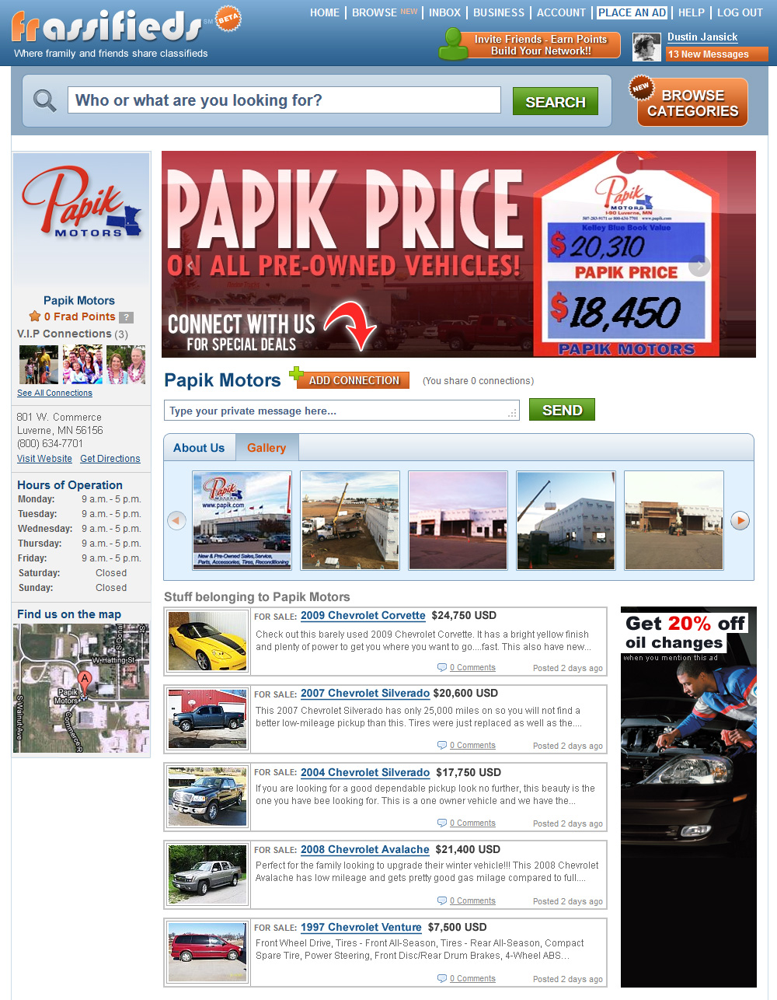 frassifieds SM BETA
Where framily and friends share classifieds
HOME BROWSE NEW INBOX BUSINESS ACCOUNT PLACE AN AD HELP LOG OUT
Invite Friends - Earn Points
Build Your Network!!
Dustin Jansick
13 New Messages
Who or what are you looking for?
SEARCH
NEW
BROWSE
CATEGORIES
Papik
MOTORS
Papik Motors
0 Frad Points ?
V.I.P Connections (3)
See All Connections
801 W. Commerce
Luverne, MN 56156
(800) 634-7701
Visit Website Get Directions
Hours of Operation
Monday: 9 a.m. - 5 p.m.
Tuesday: 9 a.m. - 5 p.m.
Wednesday: 9 a.m. - 5 p.m.
Thursday: 9 a.m. - 5 p.m.
Friday: 9 a.m. - 5 p.m.
Saturday: Closed
Sunday: Closed
Find us on the map
S Donal
W Hatting St
A
Papik
Motors
S Walnut Ave
Commerce R
PAPIK PRICE
ON ALL PRE-OWNED VEHICLES!
CONNECT WITH US
FOR SPECIAL DEALS
Papik
MOTORS
I-90 Luverne, MN
507-283-9171 or 800-634-7701 www.papik.com
Kelley Blue Book Value
$20,310
PAPIK PRICE
$18,450
PAPIK MOTORS
Papik Motors
ADD CONNECTION
(You share 0 connections)
Type your private message here...
SEND
About Us Gallery
Papik
MOTORS
www.papik.com
New & Pre-Owned Sales, Service,
Parts, Accessories, Tires, Reconditioning
Stuff belonging to Papik Motors
FOR SALE: 2009 Chevrolet Corvette $24,750 USD
Check out this barely used 2009 Chevrolet Corvette. It has a bright yellow finish
and plenty of power to get you where you want to go....fast. This also have new...
0 Comments Posted 2 days ago
FOR SALE: 2007 Chevrolet Silverado $20,600 USD
This 2007 Chevrolet Silverado has only 25,000 miles on so you will not find a
better low-mileage pickup than this. Tires were just replaced as well as the....
0 Comments Posted 2 days ago
FOR SALE: 2004 Chevrolet Silverado $17,750 USD
If you are looking for a good dependable pickup look no further, this beauty is the
one you have bee looking for. This is a one owner vehicle and we have the...
0 Comments Posted 2 days ago
FOR SALE: 2008 Chevrolet Avalache $21,400 USD
Perfect for the family looking to upgrade their winter vehicle!!! This 2008 Chevrolet
Avalache has low mileage and gets pretty good gas milage compared to full....
0 Comments Posted 2 days ago
FOR SALE: 1997 Chevrolet Venture $7,500 USD
Front Wheel Drive, Tires - Front All-Season, Tires - Rear All-Season, Compact
Spare Tire, Power Steering, Front Disc/Rear Drum Brakes, 4-Wheel ABS...
0 Comments Posted 2 days ago
Get 20% off
oil changes
when you mention this ad